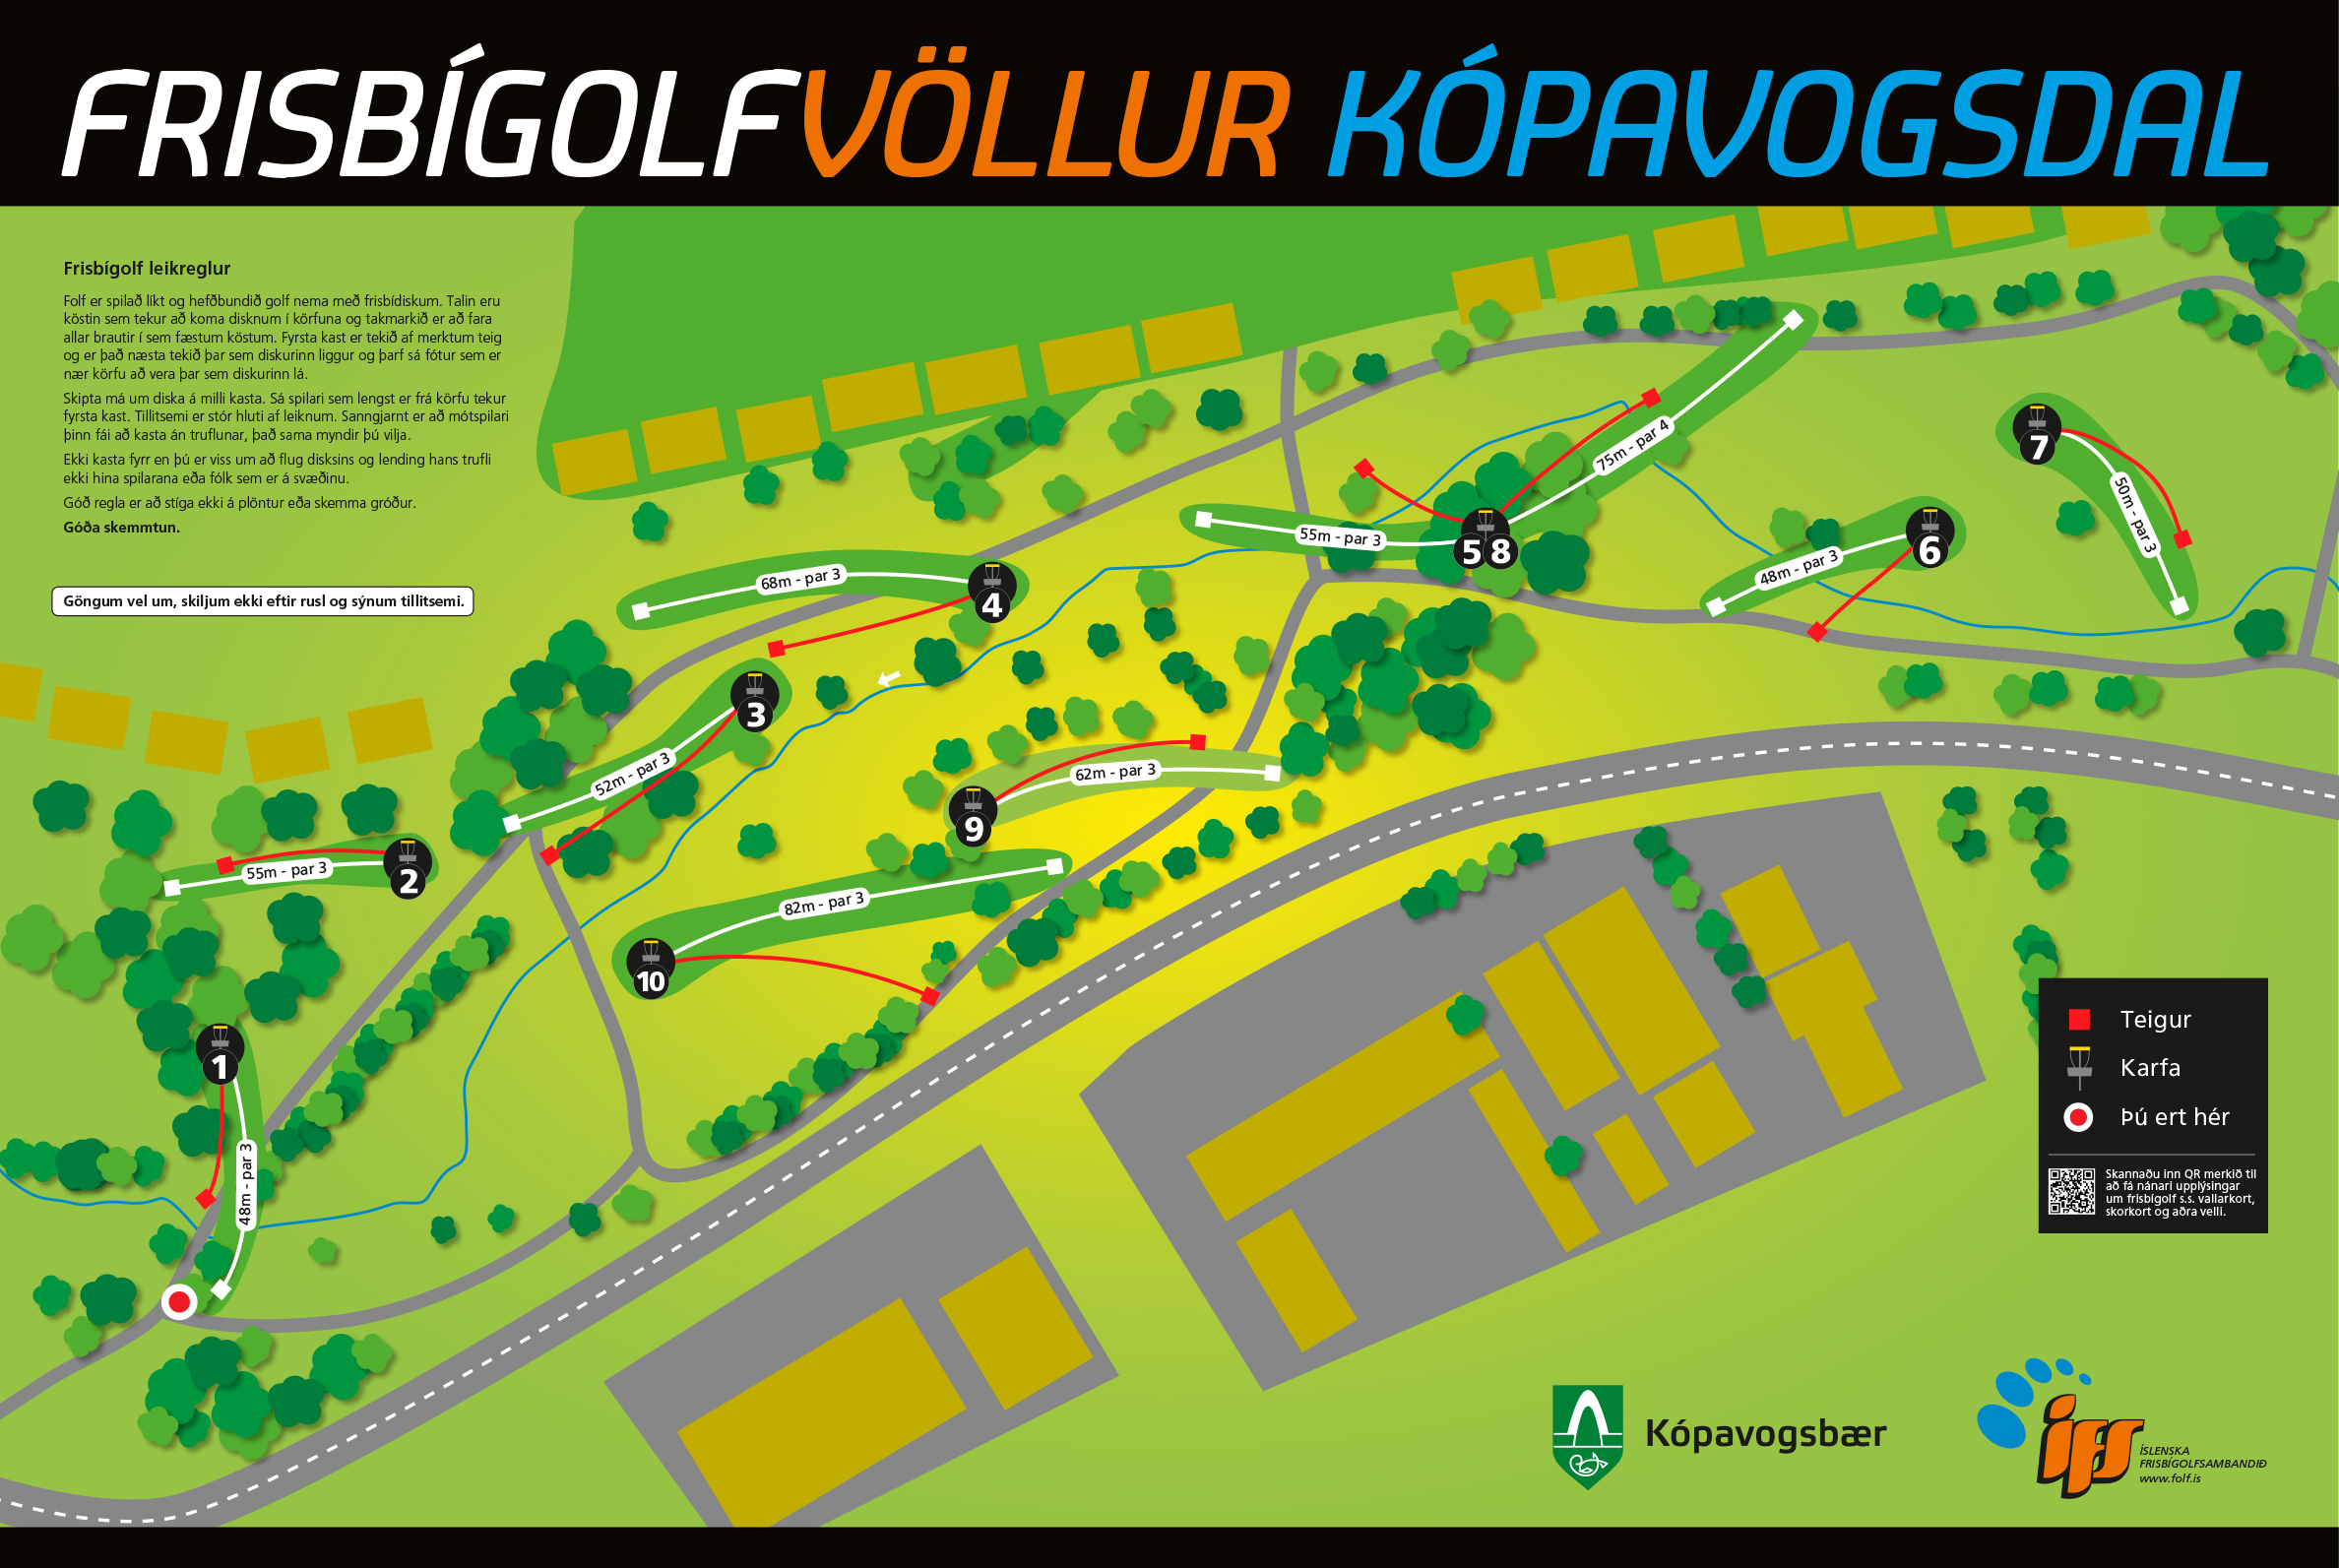 FRISBÍGOLFVÖLLUR KÓPAVOGSDAL
Frisbígolf leikreglur
Folf er spilað líkt og hefðbundið golf nema með frisbídiskum. Talin eru
köstin sem tekur að koma disknum í körfuna og takmarkið er að fara
allar brautir í sem fæstum köstum. Fyrsta kast er tekið af merktum teig
og er það næsta tekið þar sem diskurinn liggur og þarf sá fótur sem er
nær körfu að vera þar sem diskurinn lá.
Skipta má um diska á milli kasta. Sá spilari sem lengst er frá körfu tekur
fyrsta kast. Tillitsemi er stór hluti af leiknum. Sanngjarnt er að mótspilari
þinn fái að kasta án truflunar, það sama myndir þú vilja.
Ekki kasta fyrr en þú er viss um að flug disksins og lending hans trufli
ekki hina spilarana eða fólk sem er á svæðinu.
Góð regla er að stíga ekki á plöntur eða skemma gróður.
Góða skemmtun.
Göngum vel um, skiljum ekki eftir rusl og sýnum tillitsemi.
75m - par 4
7
50m - par 3
55m - par 3
5 8
6
48m - par 3
68m - par 3
4
3
52m - par 3
62m - par 3
9
55m - par 3
2
82m - par 3
10
1
48m - par 3
Teigur
Karfa
Þú ert hér
Skannaðu inn QR merkið til
að fá nánari upplýsingar
um frisbígolf s.s. vallarkort,
skorkort og aðra velli.
Kópavogsbær
ífs
ÍSLENSKA
FRISBÍGOLFSAMBANDIÐ
www.folf.is